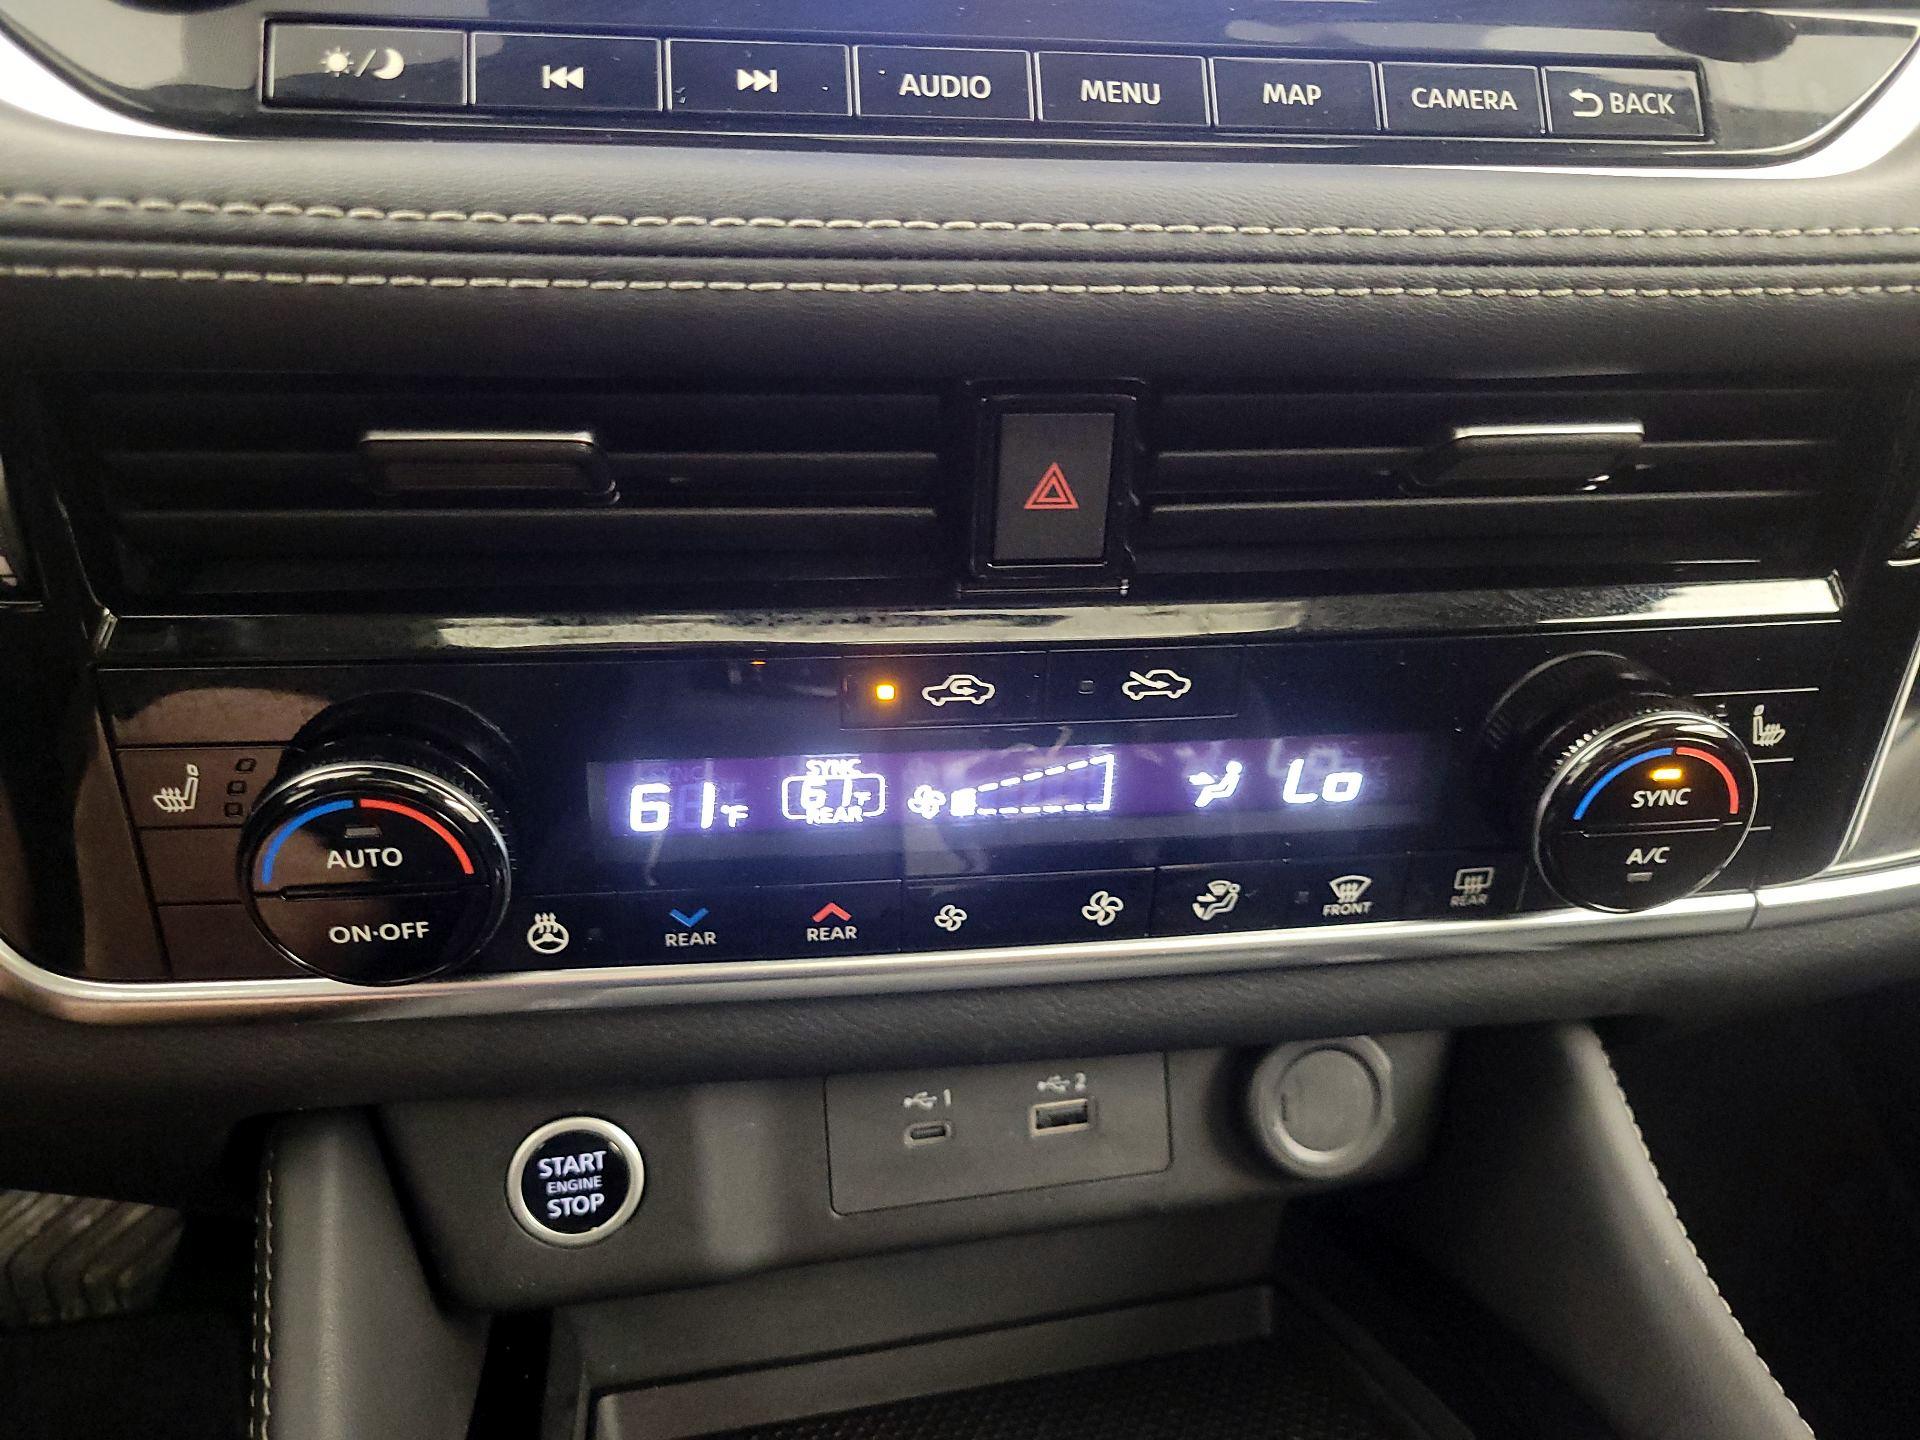 AUDIO
MENU
MAP
CAMERA
BACK
61°F
SYNC
61°F
REAR
Lo
AUTO
ON·OFF
SYNC
A/C
REAR
REAR
FRONT
REAR
1
2
START
ENGINE
STOP